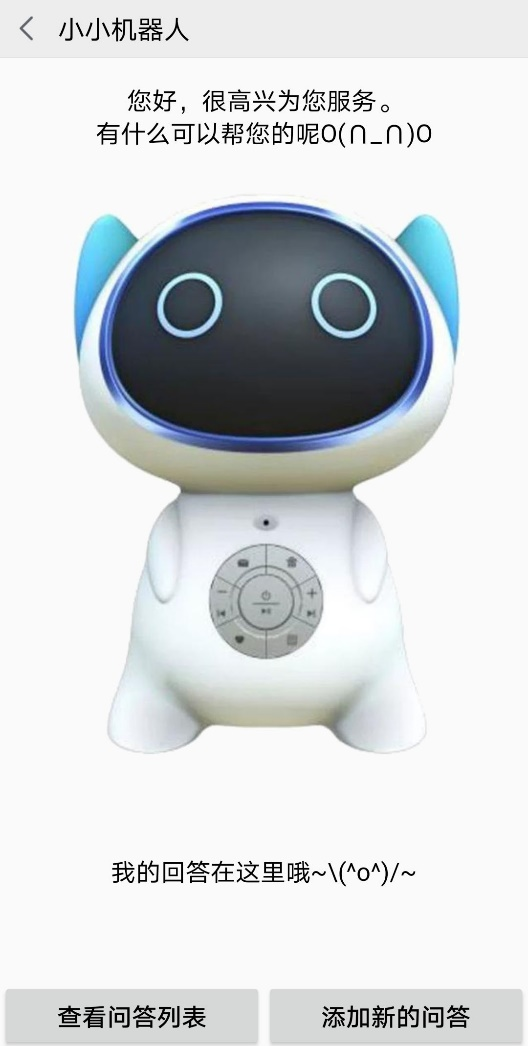 小小机器人
您好，很高兴为您服务。
有什么可以帮您的呢O(∩_∩)O
我的回答在这里哦~\(^o^)/~
查看问答列表
添加新的问答